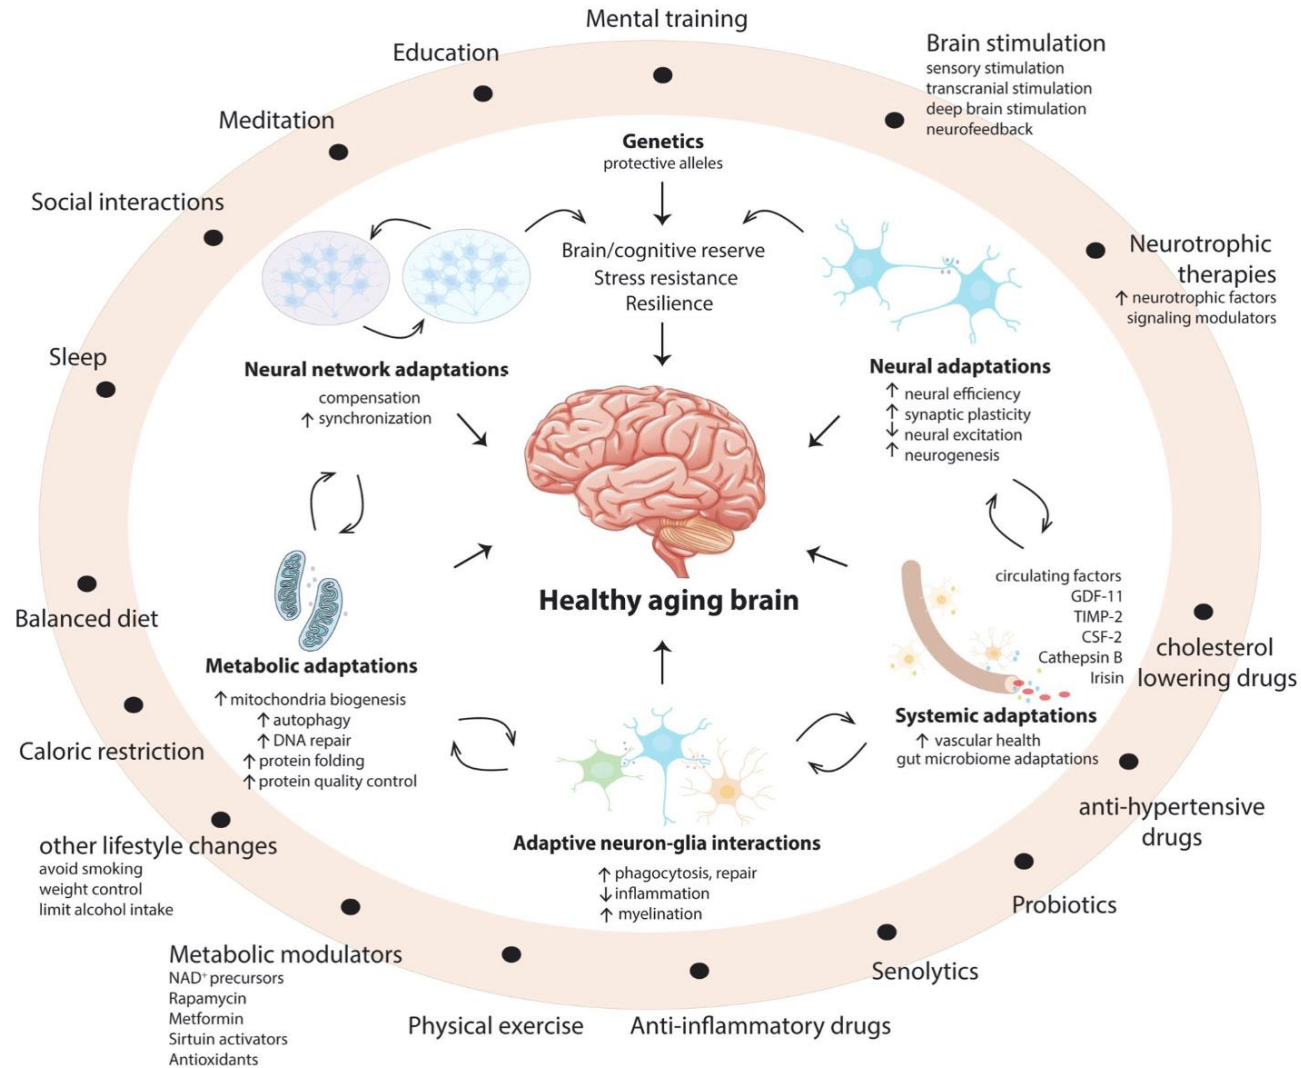 Mental training
Education
Brain stimulation
sensory stimulation
transcranial stimulation
deep brain stimulation
neurofeedback
Meditation
Genetics
protective alleles
Social interactions
Brain/cognitive reserve
Stress resistance
Resilience
Neurotrophic
therapies
↑ neurotrophic factors
signaling modulators
Sleep
Neural network adaptations
compensation
↑ synchronization
Neural adaptations
↑ neural efficiency
↑ synaptic plasticity
↓ neural excitation
↑ neurogenesis
Healthy aging brain
circulating factors
GDF-11
TIMP-2
CSF-2
Cathepsin B
Irisin
Balanced diet
cholesterol
lowering drugs
Metabolic adaptations
↑ mitochondria biogenesis
↑ autophagy
↑ DNA repair
↑ protein folding
↑ protein quality control
Systemic adaptations
↑ vascular health
gut microbiome adaptations
Caloric restriction
anti-hypertensive
drugs
other lifestyle changes
avoid smoking
weight control
limit alcohol intake
Adaptive neuron-glia interactions
↑ phagocytosis, repair
↓ inflammation
↑ myelination
Probiotics
Metabolic modulators
NAD⁺ precursors
Rapamycin
Metformin
Sirtuin activators
Antioxidants
Senolytics
Physical exercise
Anti-inflammatory drugs